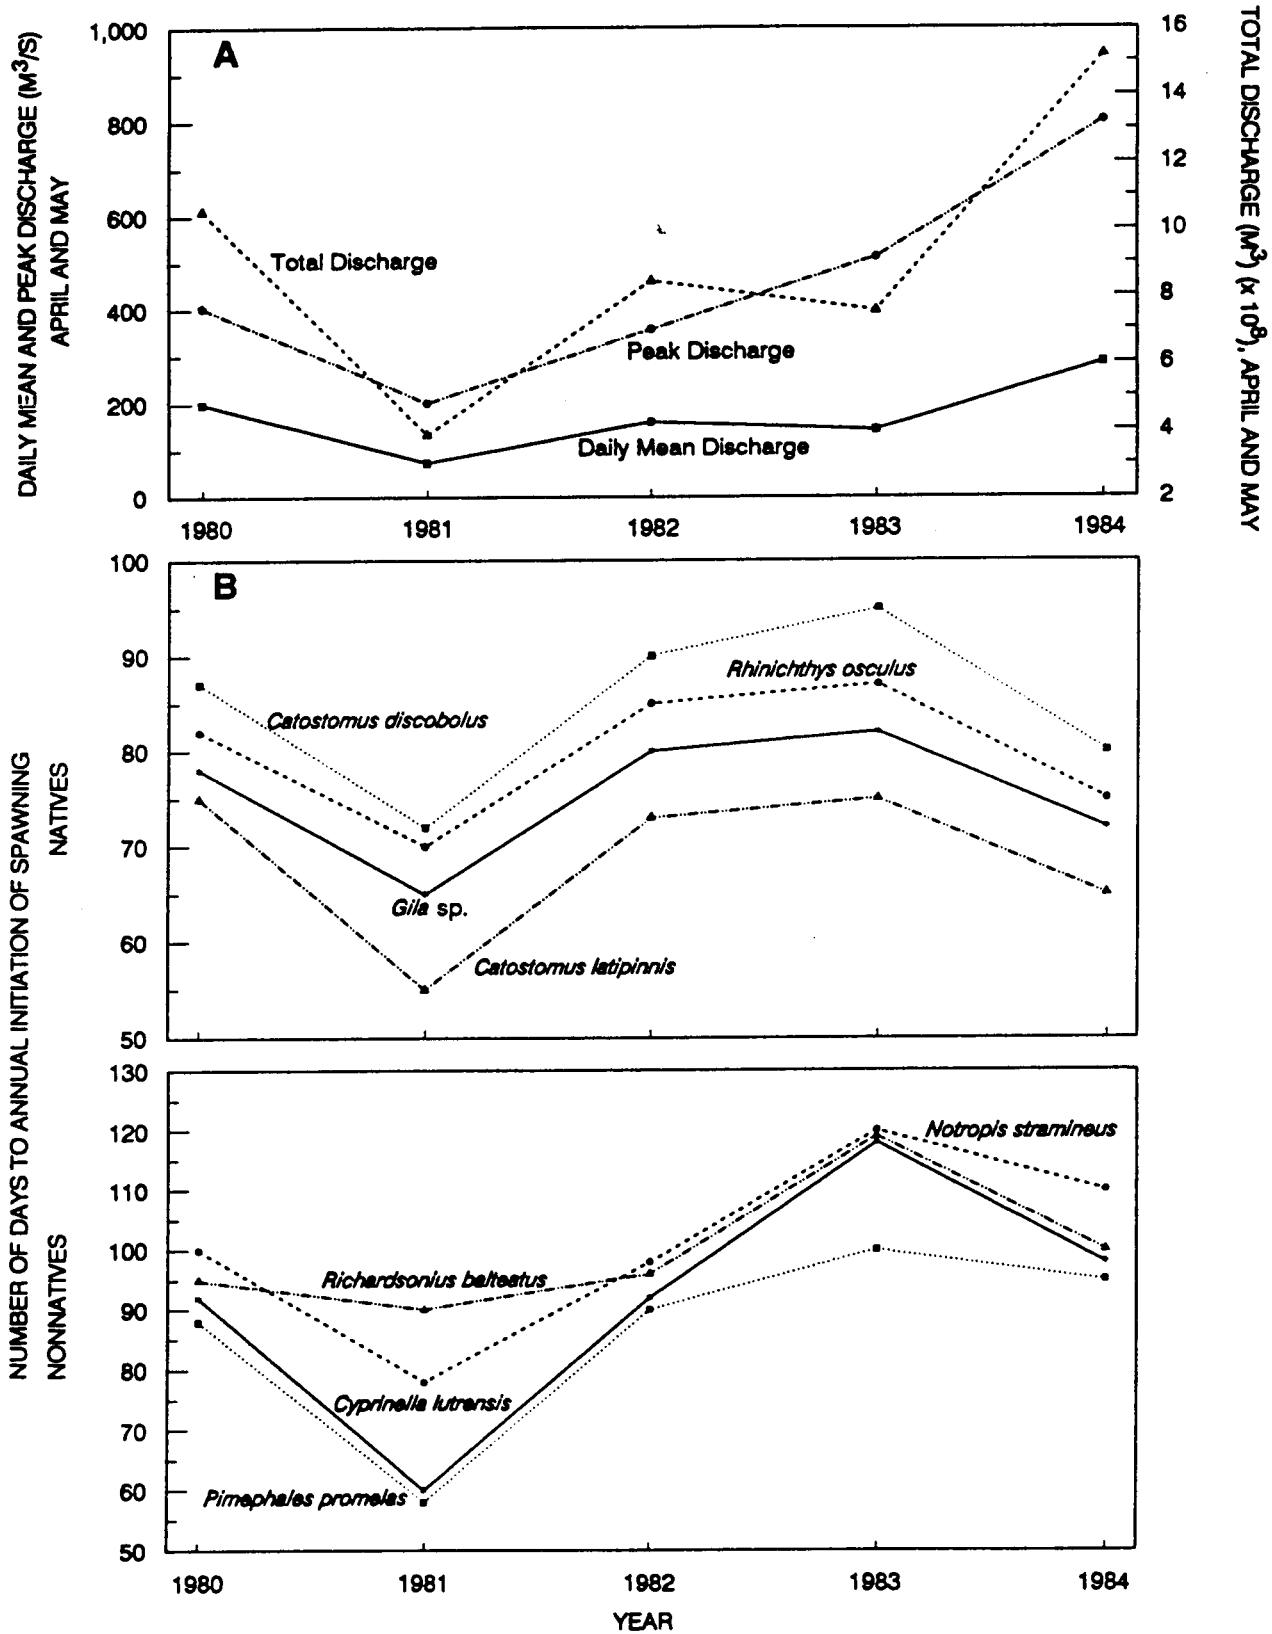 A
DAILY MEAN AND PEAK DISCHARGE (M³/S)
APRIL AND MAY
1,000
800
600
400
200
0
16
14
12
10
8
6
4
2
TOTAL DISCHARGE (M³) (x 10⁸), APRIL AND MAY
Total Discharge
Peak Discharge
Daily Mean Discharge
1980 1981 1982 1983 1984
B
NUMBER OF DAYS TO ANNUAL INITIATION OF SPAWNING
NATIVES
100
90
80
70
60
50
Rhinichthys osculus
Catostomus discobolus
Gila sp.
Catostomus latipinnis
NONNATIVES
130
120
110
100
90
80
70
60
50
Notropis stramineus
Richardsonius balteatus
Cyprinella lutrensis
Pimephales promelas
1980 1981 1982 1983 1984
YEAR